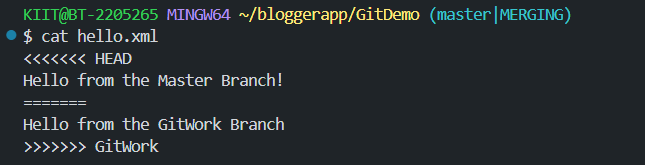 KIIT@BT-2205265 MINGW64 ~/bloggerapp/GitDemo (master|MERGING)
$ cat hello.xml
<<<<<<< HEAD
Hello from the Master Branch!
=======
Hello from the GitWork Branch
>>>>>>> GitWork